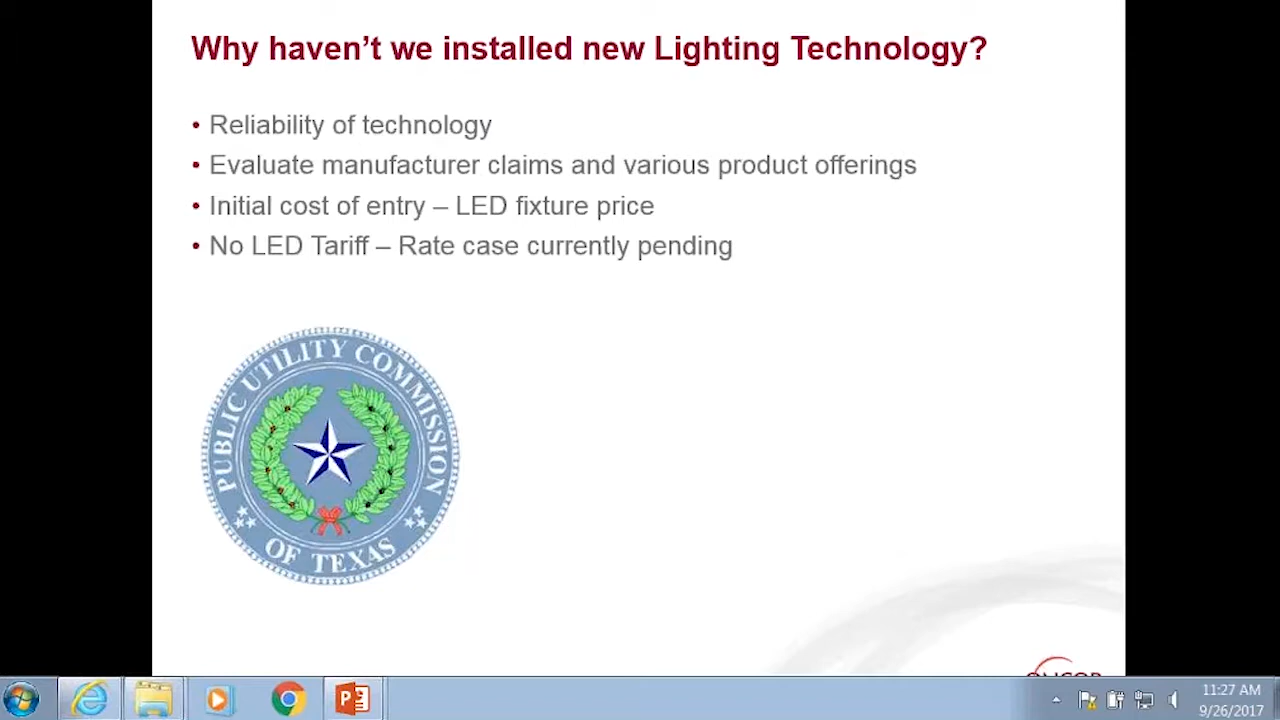 Why haven’t we installed new Lighting Technology?
• Reliability of technology
• Evaluate manufacturer claims and various product offerings
• Initial cost of entry – LED fixture price
• No LED Tariff – Rate case currently pending
PUBLIC UTILITY COMMISSION
OF TEXAS
11:27 AM
9/26/2017